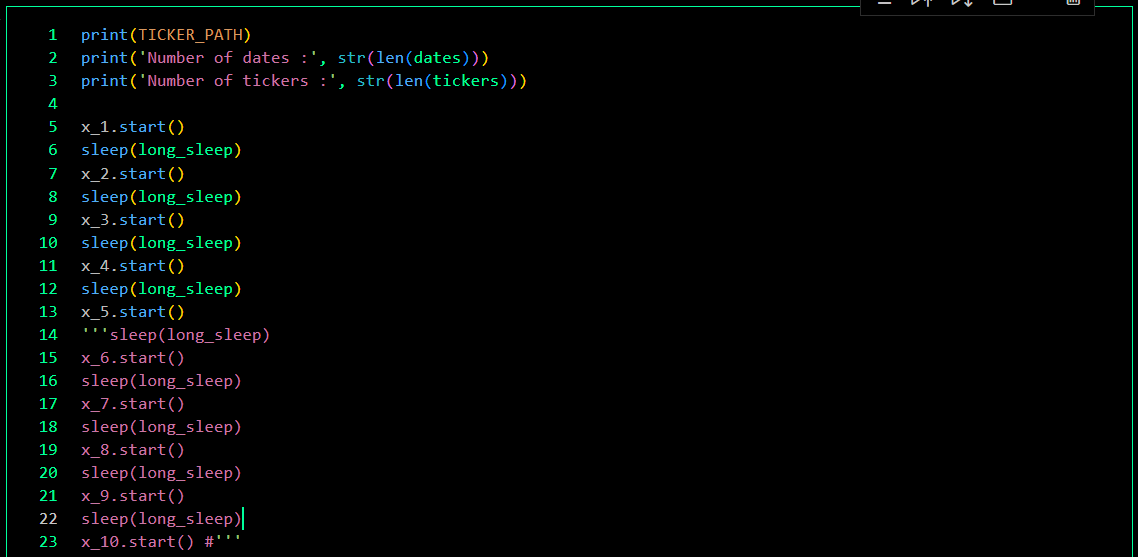 1 print(TICKER_PATH)
2 print('Number of dates :', str(len(dates)))
3 print('Number of tickers :', str(len(tickers)))
4
5 x_1.start()
6 sleep(long_sleep)
7 x_2.start()
8 sleep(long_sleep)
9 x_3.start()
10 sleep(long_sleep)
11 x_4.start()
12 sleep(long_sleep)
13 x_5.start()
14 '''sleep(long_sleep)
15 x_6.start()
16 sleep(long_sleep)
17 x_7.start()
18 sleep(long_sleep)
19 x_8.start()
20 sleep(long_sleep)
21 x_9.start()
22 sleep(long_sleep)
23 x_10.start() #'''